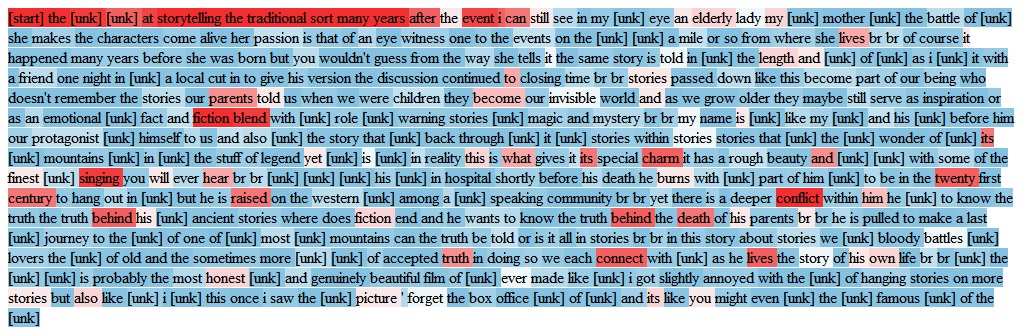 [start] the [unk] [unk] at storytelling the traditional sort many years after the event i can still see in my [unk] eye an elderly lady my [unk] mother [unk] the battle of [unk]
she makes the characters come alive her passion is that of an eye witness one to the events on the [unk] [unk] a mile or so from where she lives br br of course it
happened many years before she was born but you wouldn't guess from the way she tells it the same story is told in [unk] the length and [unk] of [unk] as i [unk] it with
a friend one night in [unk] a local cut in to give his version the discussion continued to closing time br br stories passed down like this become part of our being who
doesn't remember the stories our parents told us when we were children they become our invisible world and as we grow older they maybe still serve as inspiration or
as an emotional [unk] fact and fiction blend with [unk] role [unk] warning stories [unk] magic and mystery br br my name is [unk] like my [unk] and his [unk] before him
our protagonist [unk] himself to us and also [unk] the story that [unk] back through [unk] it [unk] stories within stories stories that [unk] the [unk] wonder of [unk] its
[unk] mountains [unk] in [unk] the stuff of legend yet [unk] is [unk] in reality this is what gives it its special charm it has a rough beauty and [unk] with some of the
finest [unk] singing you will ever hear br br [unk] [unk] [unk] his [unk] in hospital shortly before his death he burns with [unk] part of him [unk] to be in the twenty first
century to hang out in [unk] but he is raised on the western [unk] among a [unk] speaking community br br yet there is a deeper conflict within him he [unk] to know the
truth the truth behind his [unk] ancient stories where does fiction end and he wants to know the truth behind the death of his parents br br he is pulled to make a last
[unk] journey to the [unk] of one of [unk] most [unk] mountains can the truth be told or is it all in stories br br in this story about stories we [unk] bloody battles [unk]
lovers the [unk] of old and the sometimes more [unk] [unk] of accepted truth in doing so we each connect with [unk] as he lives the story of his own life br br [unk] the
[unk] [unk] is probably the most honest [unk] and genuinely beautiful film of [unk] ever made like [unk] i got slightly annoyed with the [unk] of hanging stories on more
stories but also like [unk] i [unk] this once i saw the [unk] picture ' forget the box office [unk] of [unk] and its like you might even [unk] the [unk] famous [unk] of the
[unk]